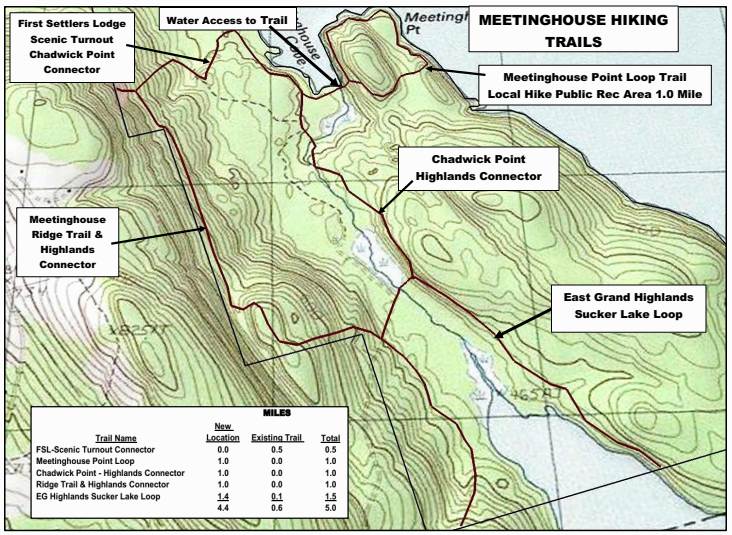 MEETINGHOUSE HIKING
TRAILS
First Settlers Lodge
Scenic Turnout
Chadwick Point
Connector
Water Access to Trail
Meetingh
Pt
house
Cove
Meetinghouse Point Loop Trail
Local Hike Public Rec Area 1.0 Mile
Chadwick Point
Highlands Connector
Meetinghouse
Ridge Trail &
Highlands
Connector
East Grand Highlands
Sucker Lake Loop
MILES
New
Trail Name Location Existing Trail Total
FSL-Scenic Turnout Connector 0.0 0.5 0.5
Meetinghouse Point Loop 1.0 0.0 1.0
Chadwick Point - Highlands Connector 1.0 0.0 1.0
Ridge Trail & Highlands Connector 1.0 0.0 1.0
EG Highlands Sucker Lake Loop 1.4 0.1 1.5
4.4 0.6 5.0